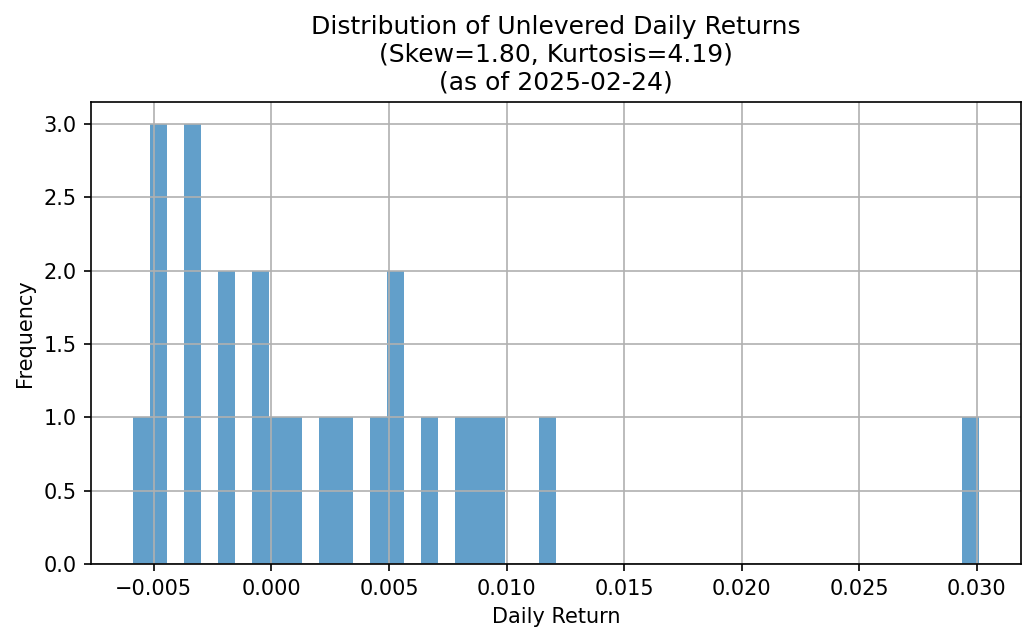 Distribution of Unlevered Daily Returns
(Skew=1.80, Kurtosis=4.19)
(as of 2025-02-24)
3.0
2.5
2.0
1.5
1.0
0.5
0.0
Frequency
−0.005 0.000 0.005 0.010 0.015 0.020 0.025 0.030
Daily Return